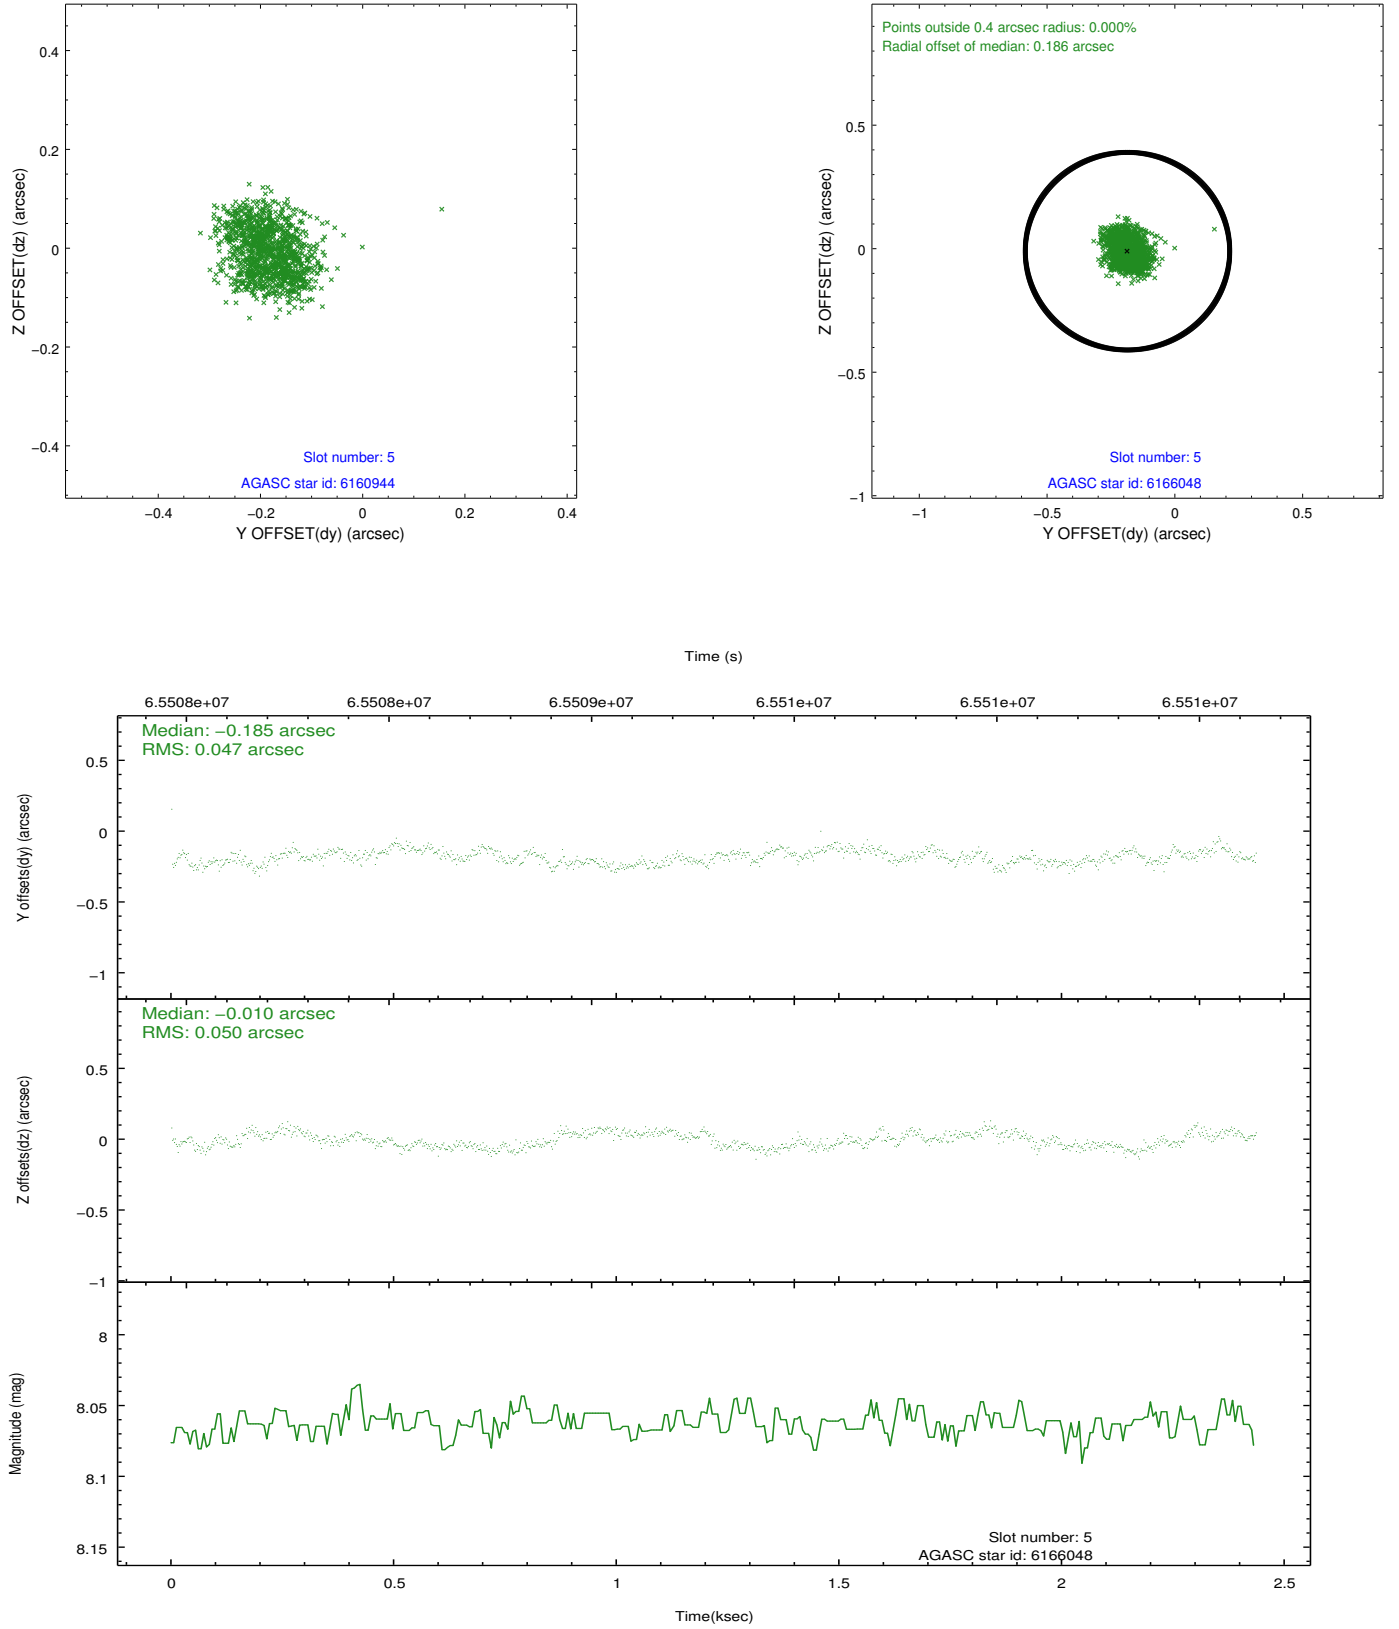 0.4
0.2
0
−0.2
−0.4
Z OFFSET(dz) (arcsec)
Slot number: 5
AGASC star id: 6160944
−0.4 −0.2 0 0.2 0.4
Y OFFSET(dy) (arcsec)
Points outside 0.4 arcsec radius: 0.000%
Radial offset of median: 0.186 arcsec
0.5
0
−0.5
−1
Z OFFSET(dz) (arcsec)
Slot number: 5
AGASC star id: 6166048
−1 −0.5 0 0.5
Y OFFSET(dy) (arcsec)
Time (s)
6.5508e+07 6.5508e+07 6.5509e+07 6.551e+07 6.551e+07 6.551e+07
Median: −0.185 arcsec
RMS: 0.047 arcsec
0.5
0
−0.5
−1
Y offsets(dy) (arcsec)
Median: −0.010 arcsec
RMS: 0.050 arcsec
0.5
0
−0.5
−1
Z offsets(dz) (arcsec)
8
8.05
8.1
8.15
Magnitude (mag)
Slot number: 5
AGASC star id: 6166048
0 0.5 1 1.5 2 2.5
Time(ksec)